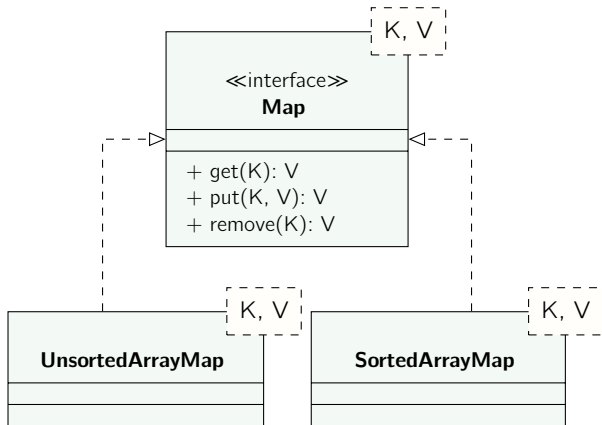 K, V
≪interface≫
Map
+ get(K): V
+ put(K, V): V
+ remove(K): V
K, V
UnsortedArrayMap
K, V
SortedArrayMap